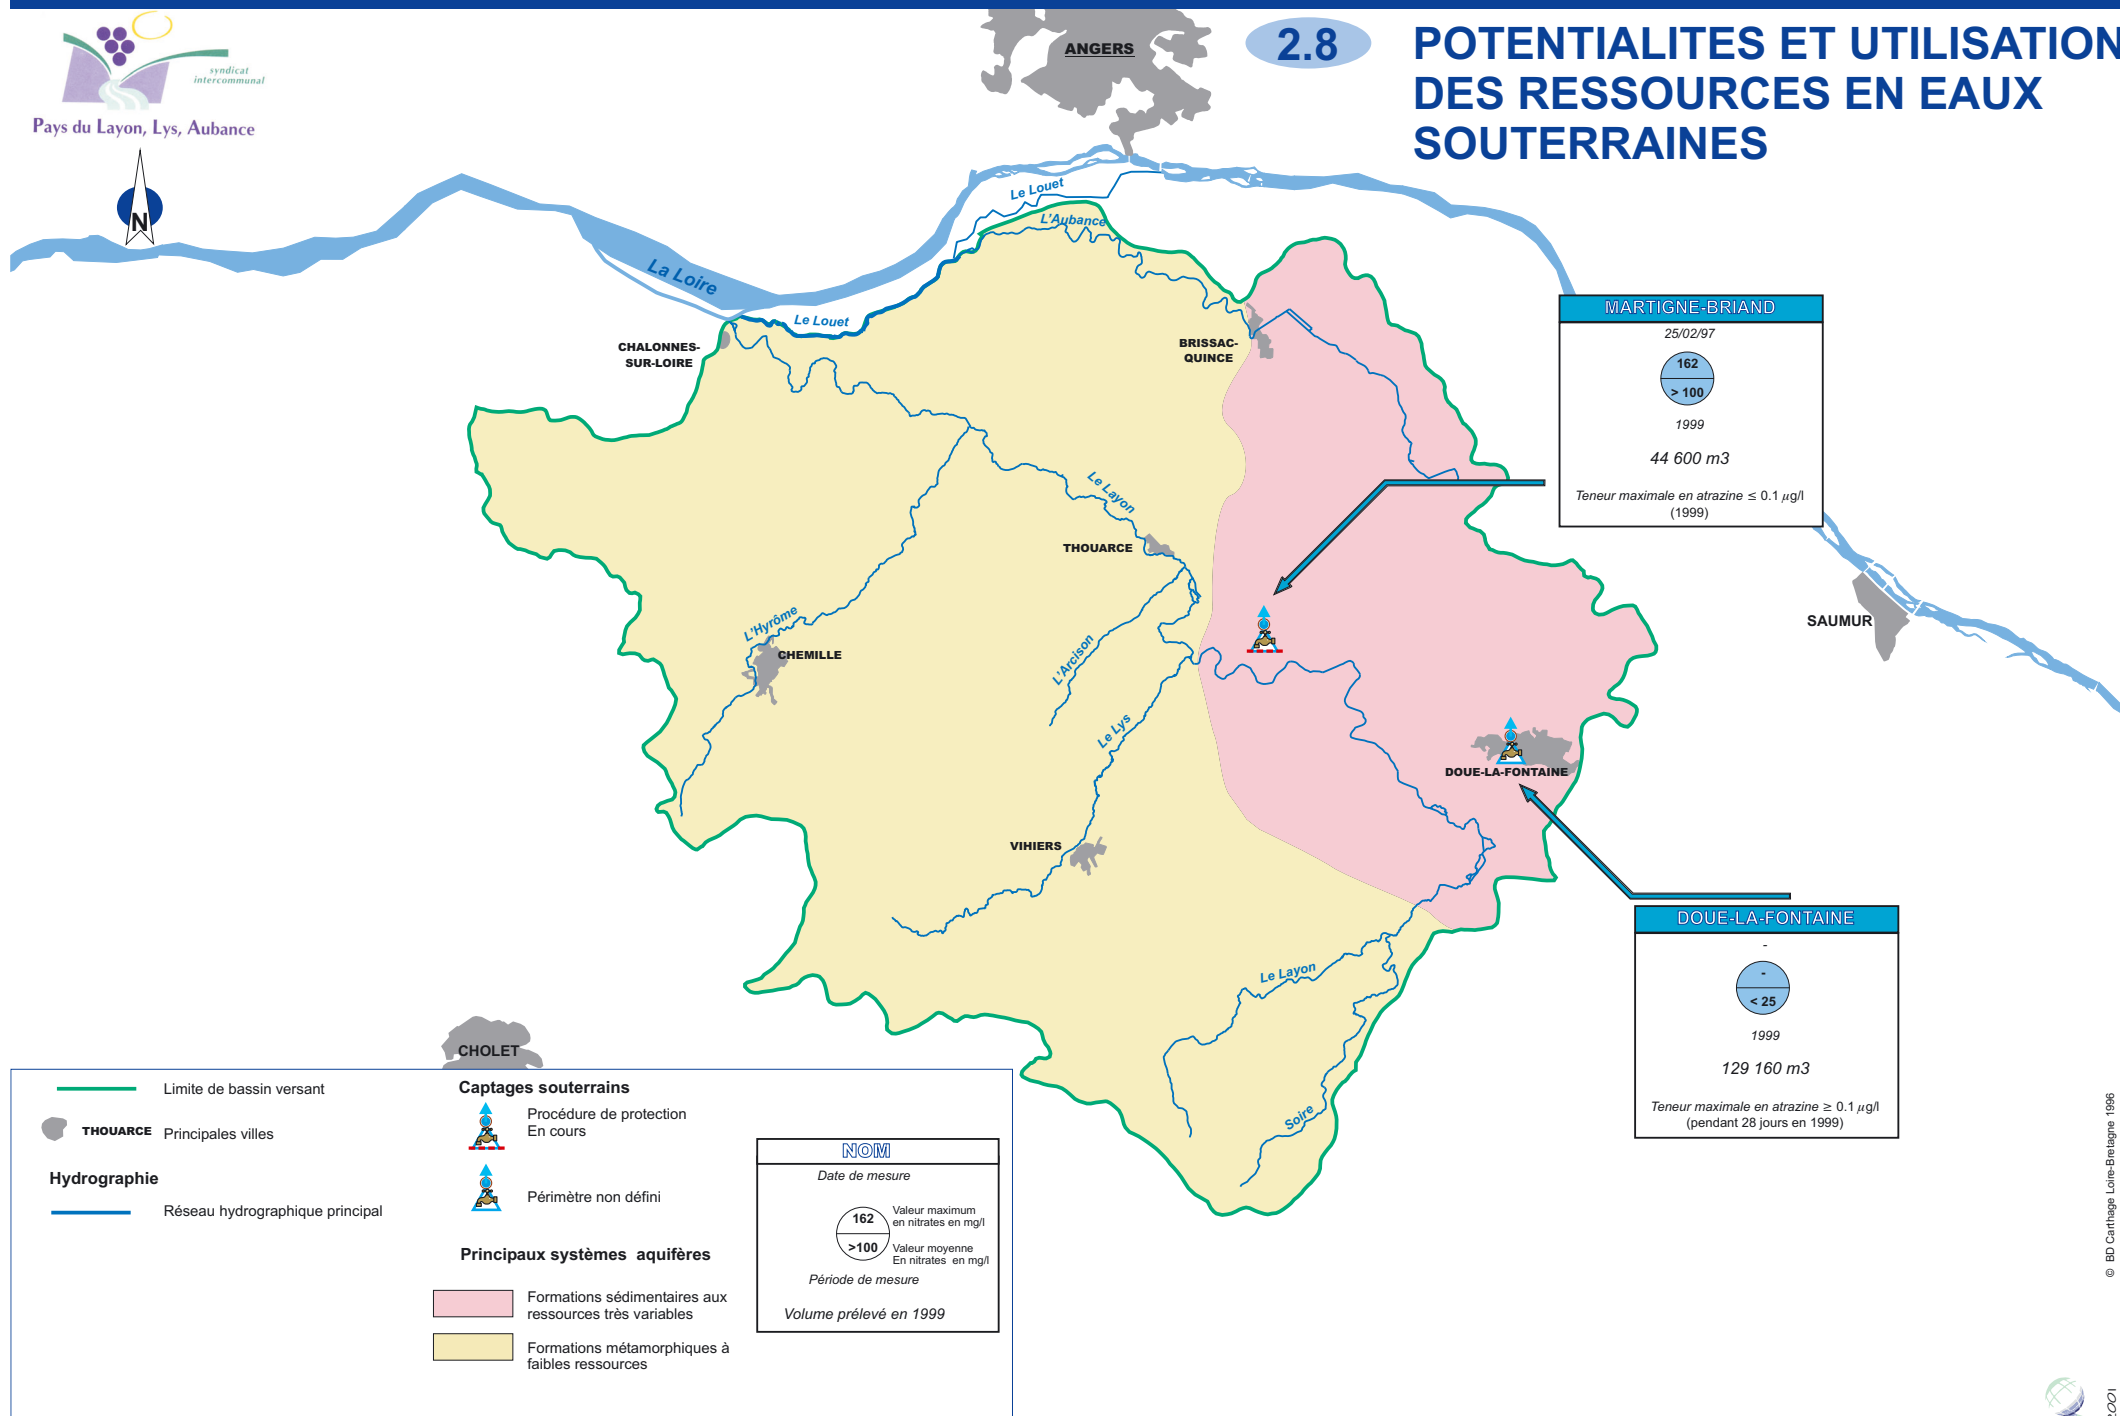 syndicat
intercommunal
Pays du Layon, Lys, Aubance
N
2.8
POTENTIALITES ET UTILISATION
DES RESSOURCES EN EAUX
SOUTERRAINES
ANGERS
Le Louet
L'Aubance
La Loire
Le Louet
CHALONNES-
SUR-LOIRE
BRISSAC-
QUINCE
MARTIGNE-BRIAND
25/02/97
162
> 100
1999
44 600 m3
Teneur maximale en atrazine ≤ 0.1 µg/l
(1999)
Le Layon
THOUARCE
L'Hyrôme
CHEMILLE
L'Arcison
Le Lys
SAUMUR
DOUE-LA-FONTAINE
VIHIERS
DOUE-LA-FONTAINE
-
-
< 25
1999
129 160 m3
Teneur maximale en atrazine ≥ 0.1 µg/l
(pendant 28 jours en 1999)
Le Layon
Soire
CHOLET
Limite de bassin versant
THOUARCE Principales villes
Hydrographie
Réseau hydrographique principal
Captages souterrains
Procédure de protection
En cours
Périmètre non défini
Principaux systèmes aquifères
Formations sédimentaires aux
ressources très variables
Formations métamorphiques à
faibles ressources
NOM
Date de mesure
162
Valeur maximum
en nitrates en mg/l
>100
Valeur moyenne
En nitrates en mg/l
Période de mesure
Volume prélevé en 1999
© BD Carthage Loire-Bretagne 1996